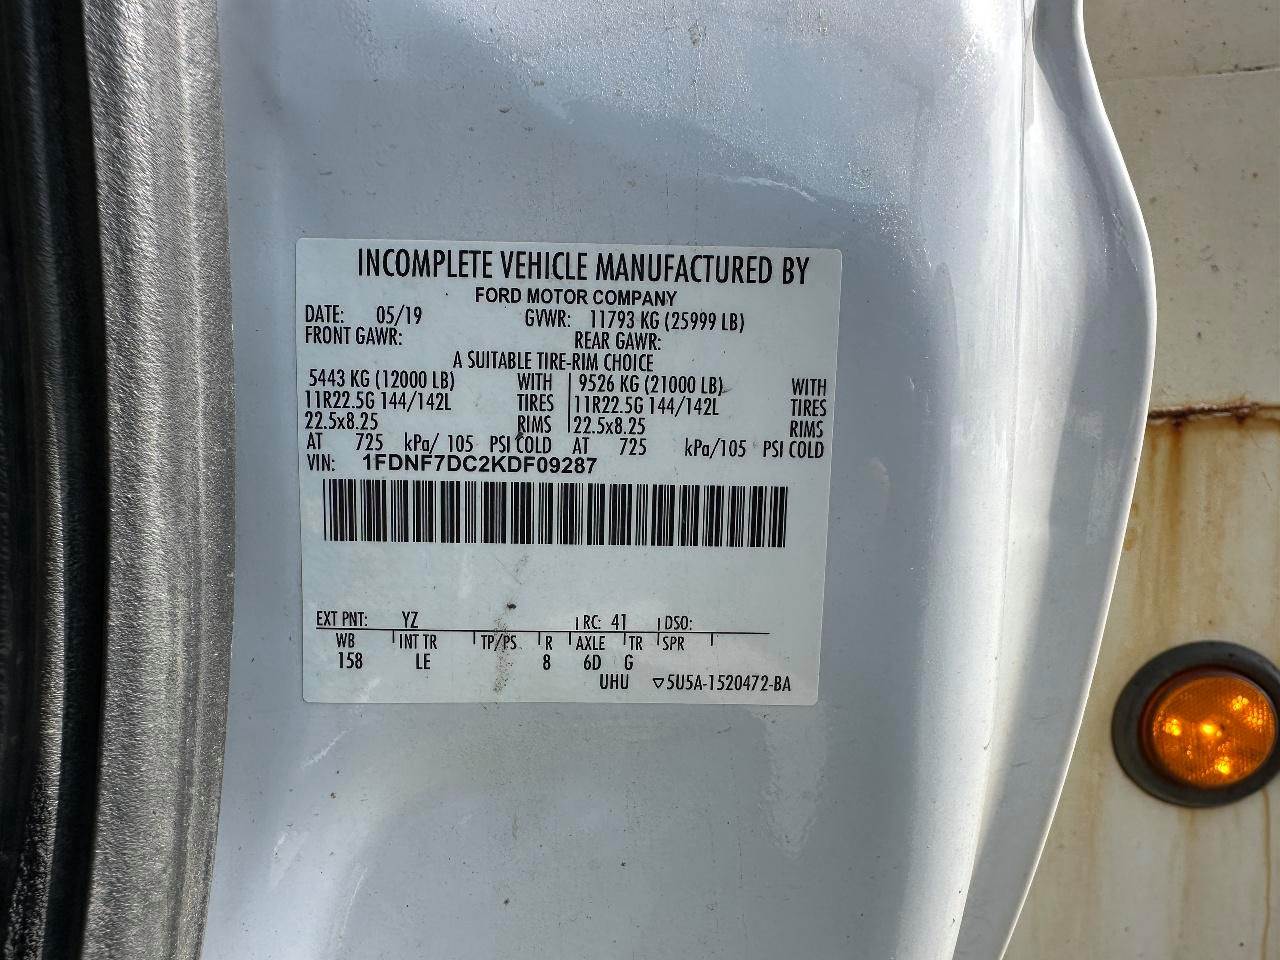 INCOMPLETE VEHICLE MANUFACTURED BY
FORD MOTOR COMPANY
DATE: 05/19 GVWR: 11793 KG (25999 LB)
FRONT GAWR: REAR GAWR:
A SUITABLE TIRE-RIM CHOICE
5443 KG (12000 LB) WITH 9526 KG (21000 LB) WITH
11R22.5G 144/142L TIRES 11R22.5G 144/142L TIRES
22.5x8.25 RIMS 22.5x8.25 RIMS
AT 725 kPa/ 105 PSI COLD AT 725 kPa/105 PSI COLD
VIN: 1FDNF7DC2KDF09287
EXT PNT: YZ RC: 41 DSO:
WB INT TR TP/PS R AXLE TR SPR
158 LE 8 6D G
UHU ▽5U5A-1520472-BA